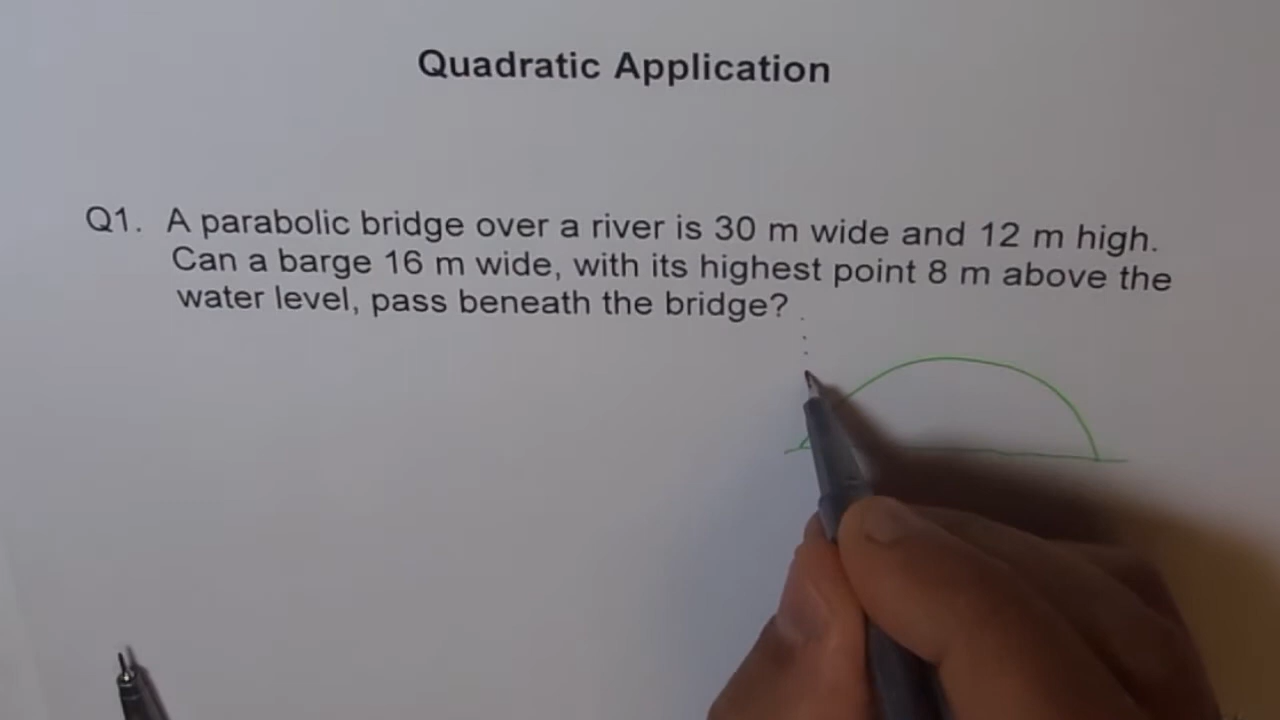 Quadratic Application
Q1. A parabolic bridge over a river is 30 m wide and 12 m high.
Can a barge 16 m wide, with its highest point 8 m above the
water level, pass beneath the bridge?